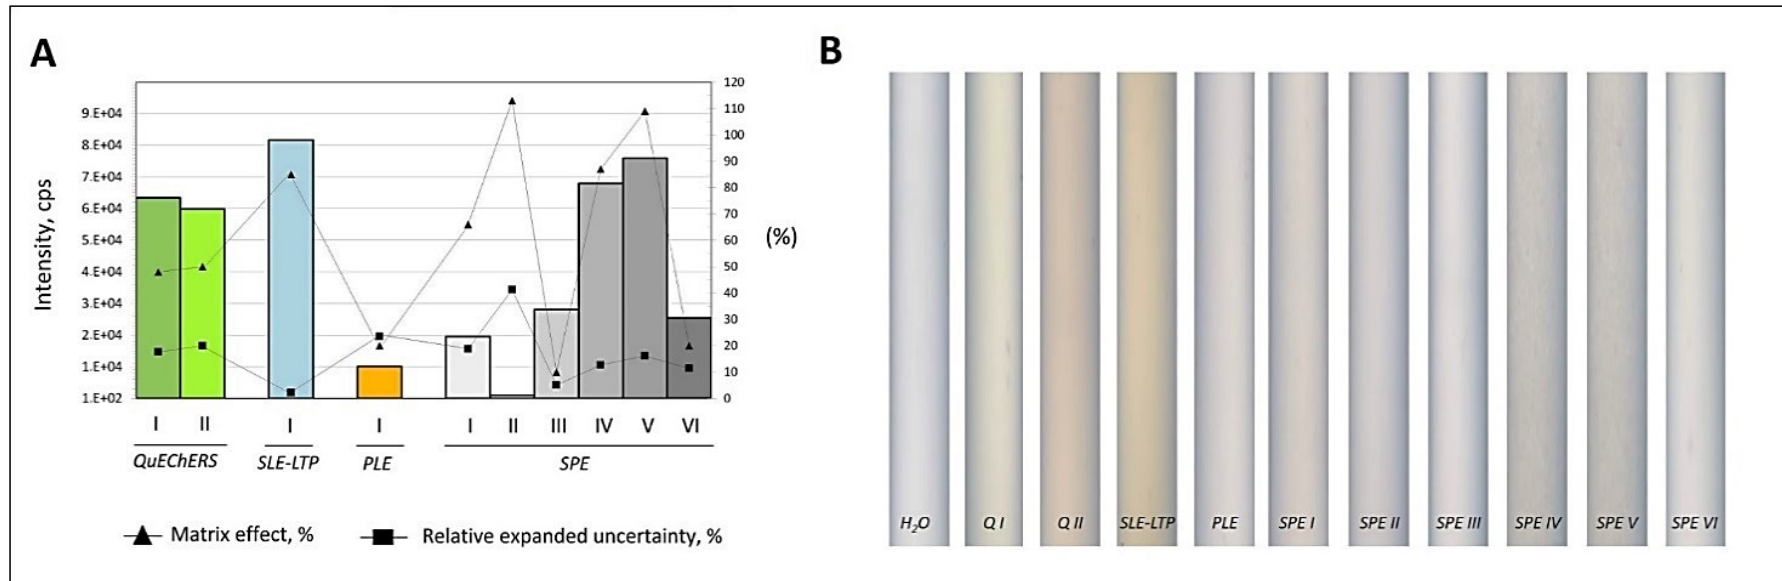 A
B
Intensity, cps
9.E+04
8.E+04
7.E+04
6.E+04
5.E+04
4.E+04
3.E+04
2.E+04
1.E+04
1.E+02
120
110
100
90
80
70
60
50
40
30
20
10
0
(%)
I II I I I II III IV V VI
QuEChERS SLE-LTP PLE SPE
Matrix effect, % Relative expanded uncertainty, %
H₂O Q I Q II SLE-LTP PLE SPE I SPE II SPE III SPE IV SPE V SPE VI